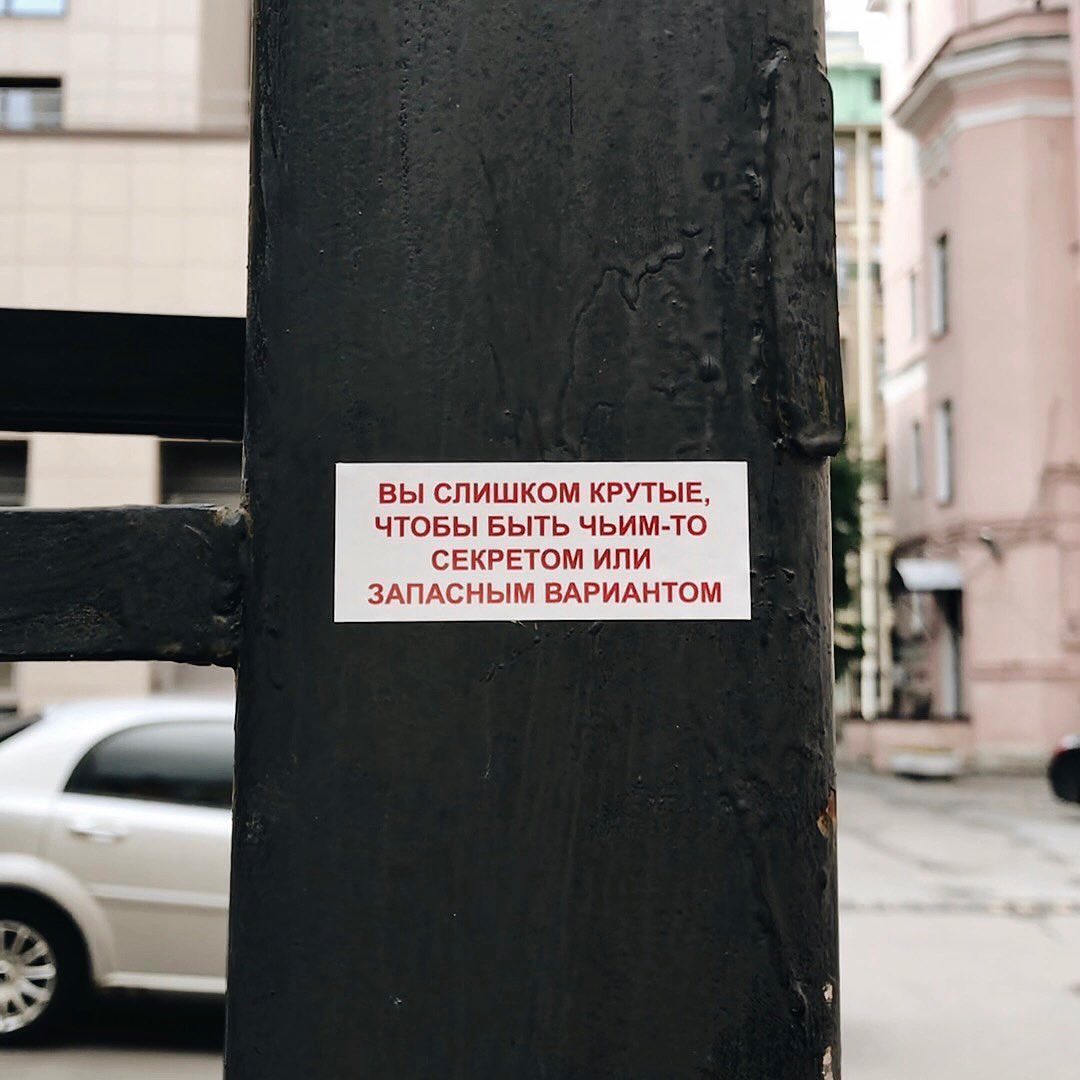 ВЫ СЛИШКОМ КРУТЫЕ,
ЧТОБЫ БЫТЬ ЧЬИМ-ТО
СЕКРЕТОМ ИЛИ
ЗАПАСНЫМ ВАРИАНТОМ